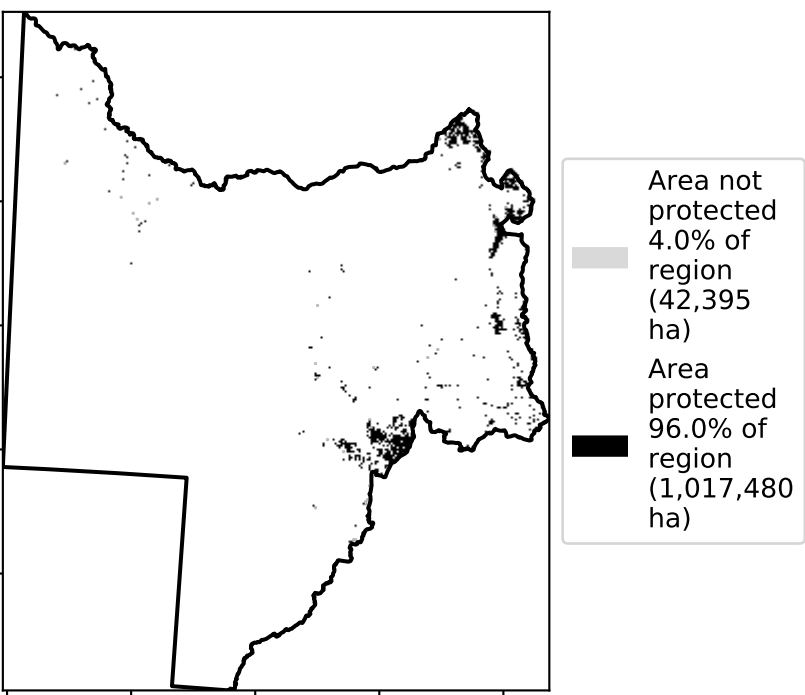 Area not
protected
4.0% of
region
(42,395
ha)
Area
protected
96.0% of
region
(1,017,480
ha)